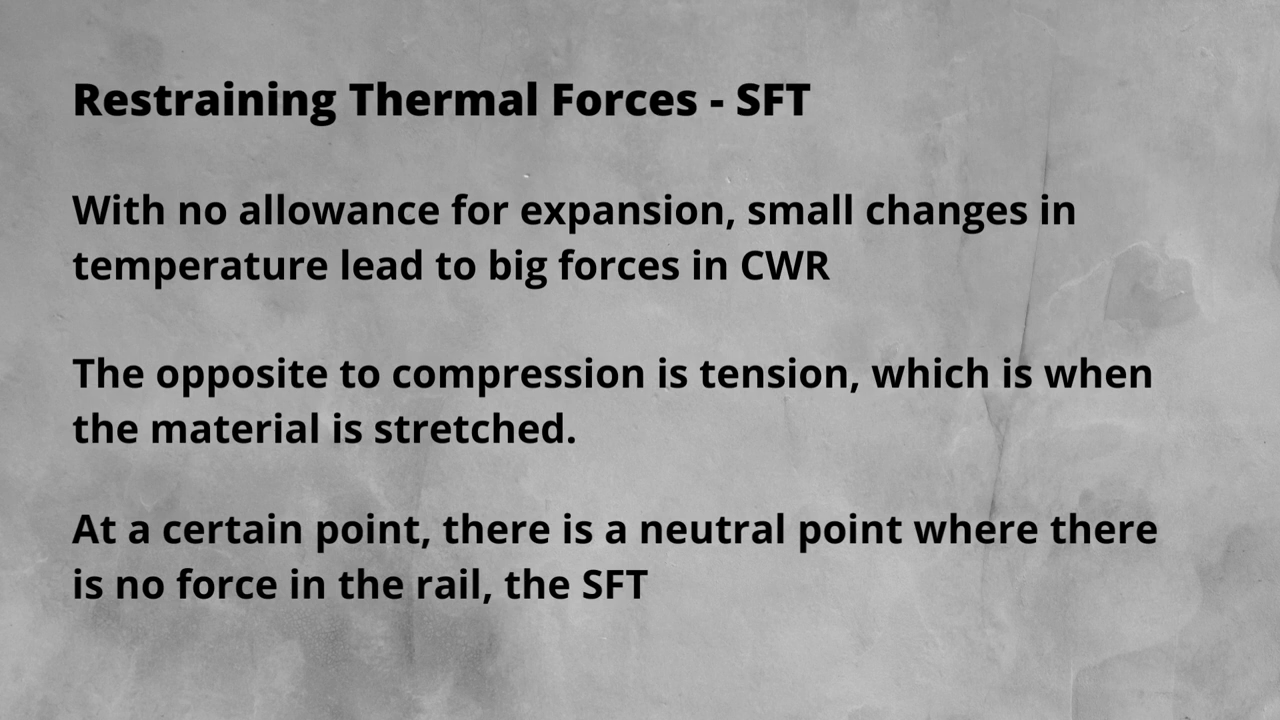 Restraining Thermal Forces - SFT
With no allowance for expansion, small changes in
temperature lead to big forces in CWR
The opposite to compression is tension, which is when
the material is stretched.
At a certain point, there is a neutral point where there
is no force in the rail, the SFT